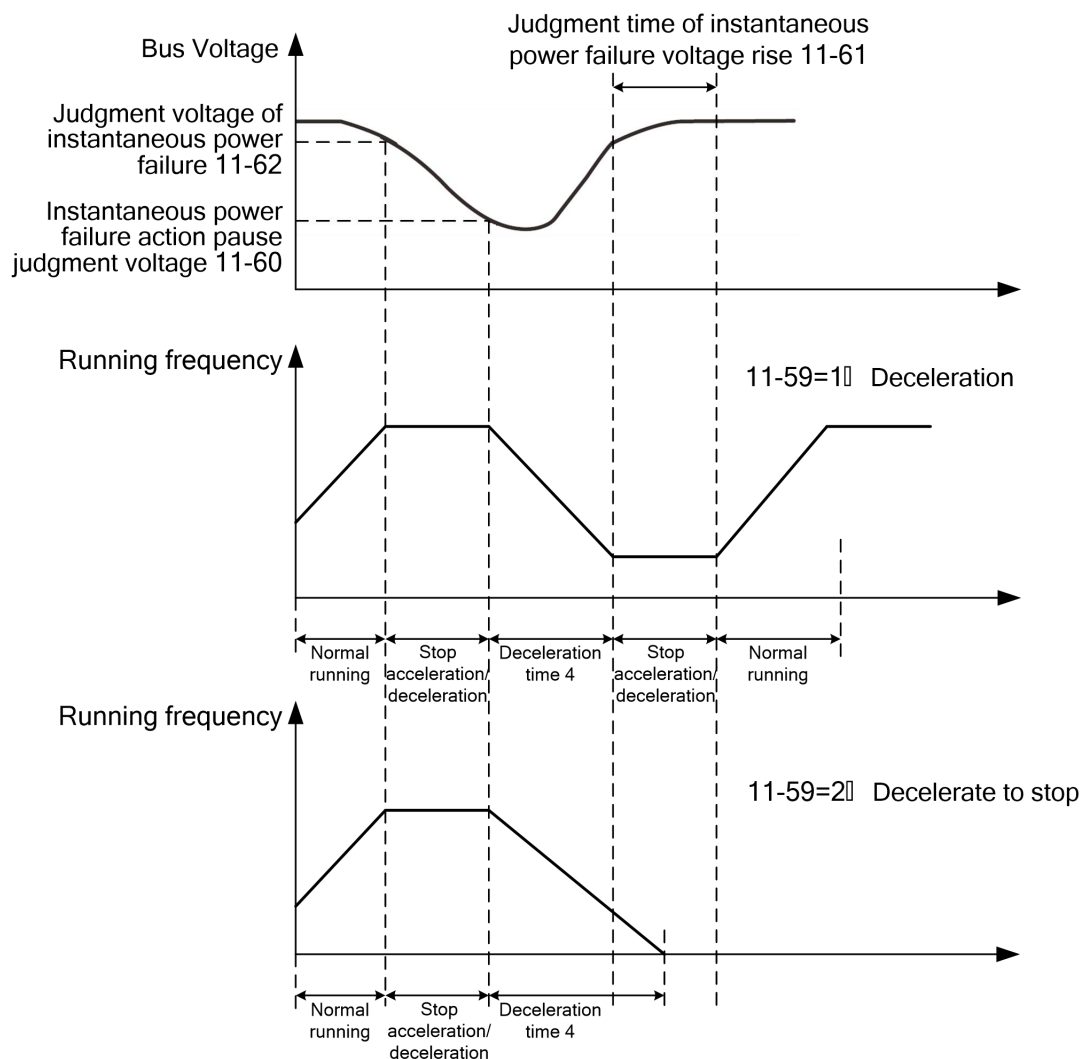 Judgment time of instantaneous
power failure voltage rise 11-61
Bus Voltage
Judgment voltage of
instantaneous power
failure 11-62
Instantaneous power
failure action pause
judgment voltage 11-60
Running frequency
11-59=1▯ Deceleration
Normal
running
Stop
acceleration/
deceleration
Deceleration
time 4
Stop
acceleration/
deceleration
Normal
running
Running frequency
11-59=2▯ Decelerate to stop
Normal
running
Stop
acceleration/
deceleration
Deceleration
time 4